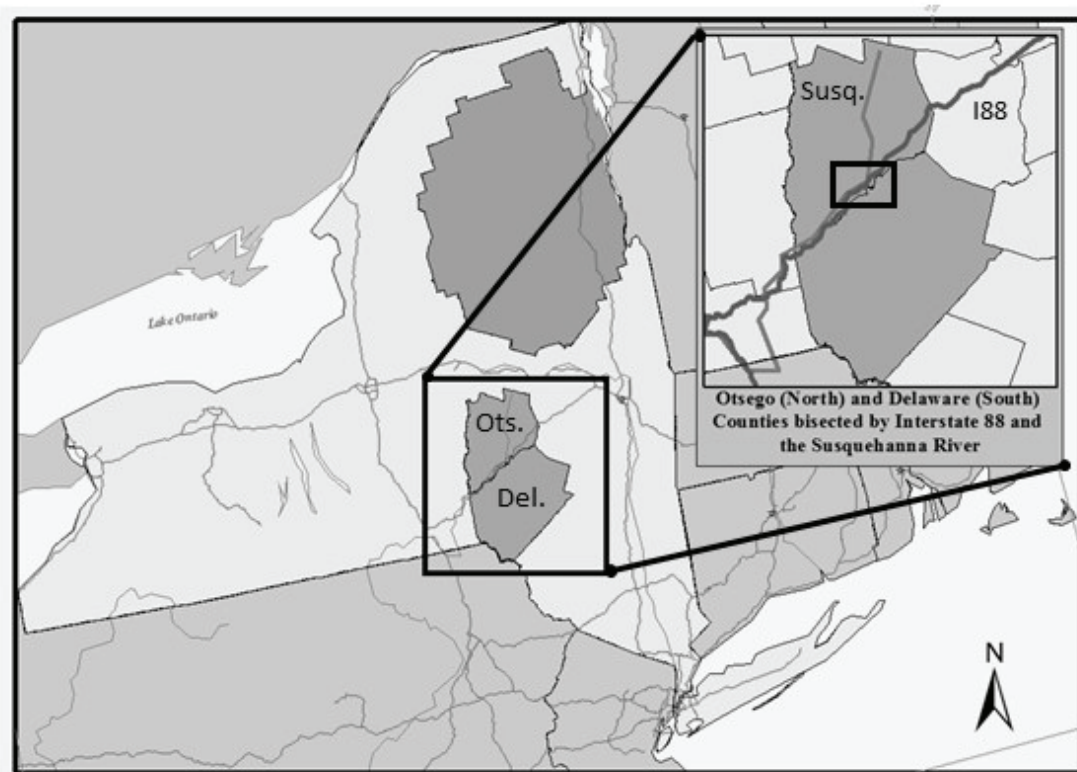 Susq.
I88
Lake Ontario
Otsego (North) and Delaware (South)
Counties bisected by Interstate 88 and
the Susquehanna River
Ots.
Del.
N